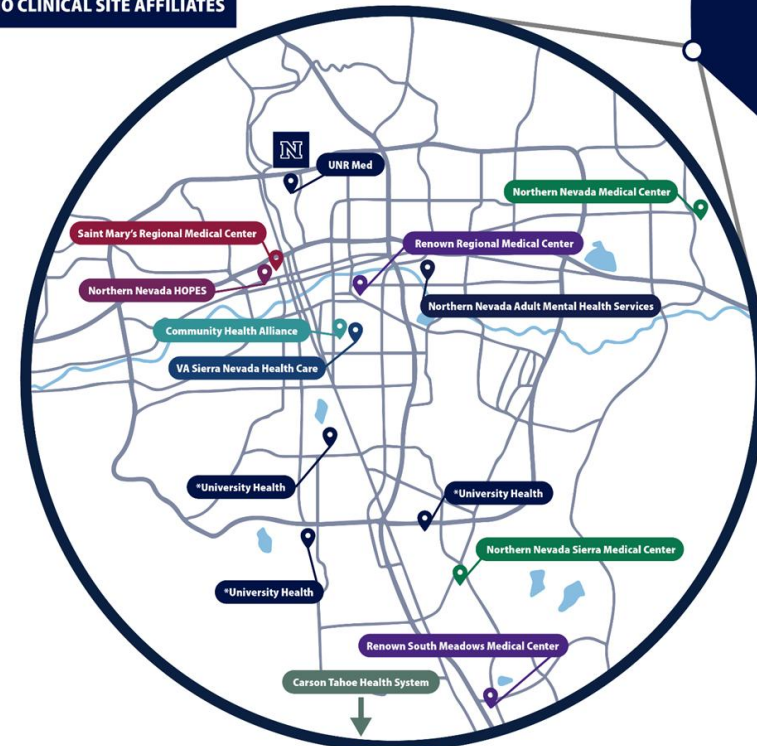 O CLINICAL SITE AFFILIATES
N
UNR Med
Northern Nevada Medical Center
Saint Mary's Regional Medical Center
Renown Regional Medical Center
Northern Nevada HOPES
Northern Nevada Adult Mental Health Services
Community Health Alliance
VA Sierra Nevada Health Care
*University Health
*University Health
Northern Nevada Sierra Medical Center
*University Health
Renown South Meadows Medical Center
Carson Tahoe Health System